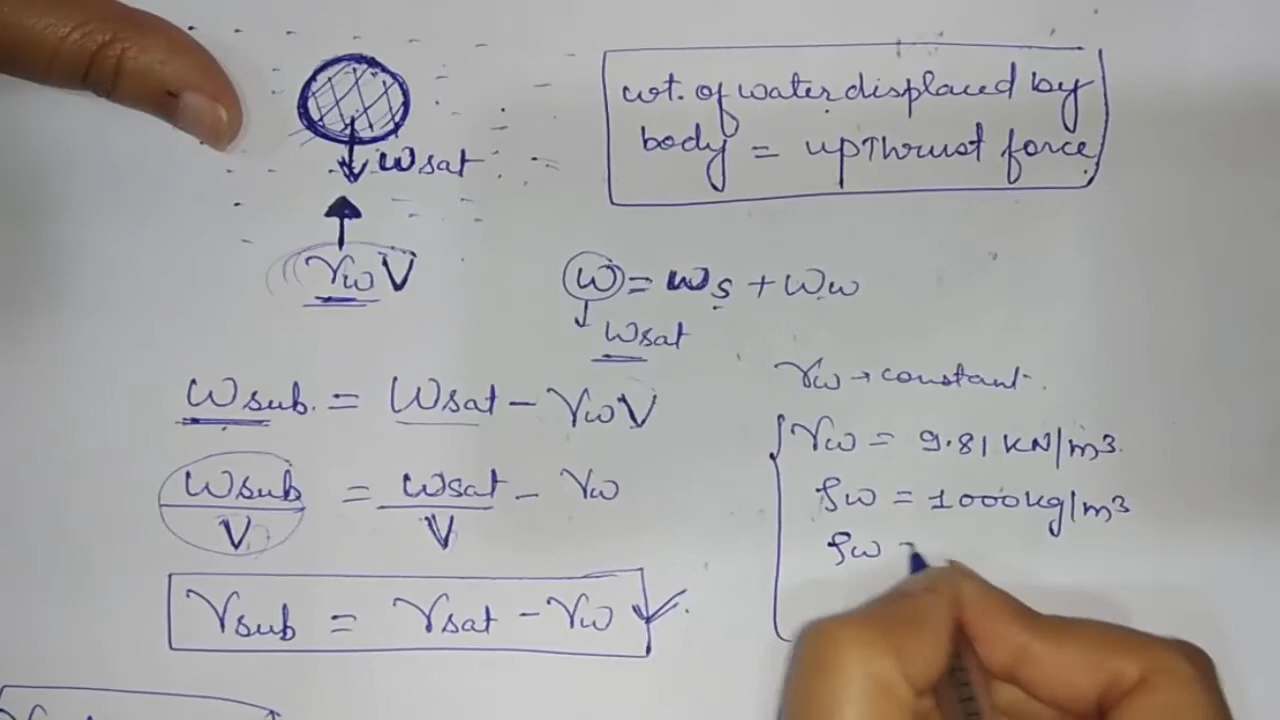 wt. of water displaced by
body = upthrust force
Wsat
γw V
W = Ws + Ww
Wsat
Wsub. = Wsat - γwV
Wsub/V = Wsat/V - γw
γsub = γsat - γw
γw → constant.
γw = 9.81 KN/m3.
ρw = 1000kg/m3
ρw =